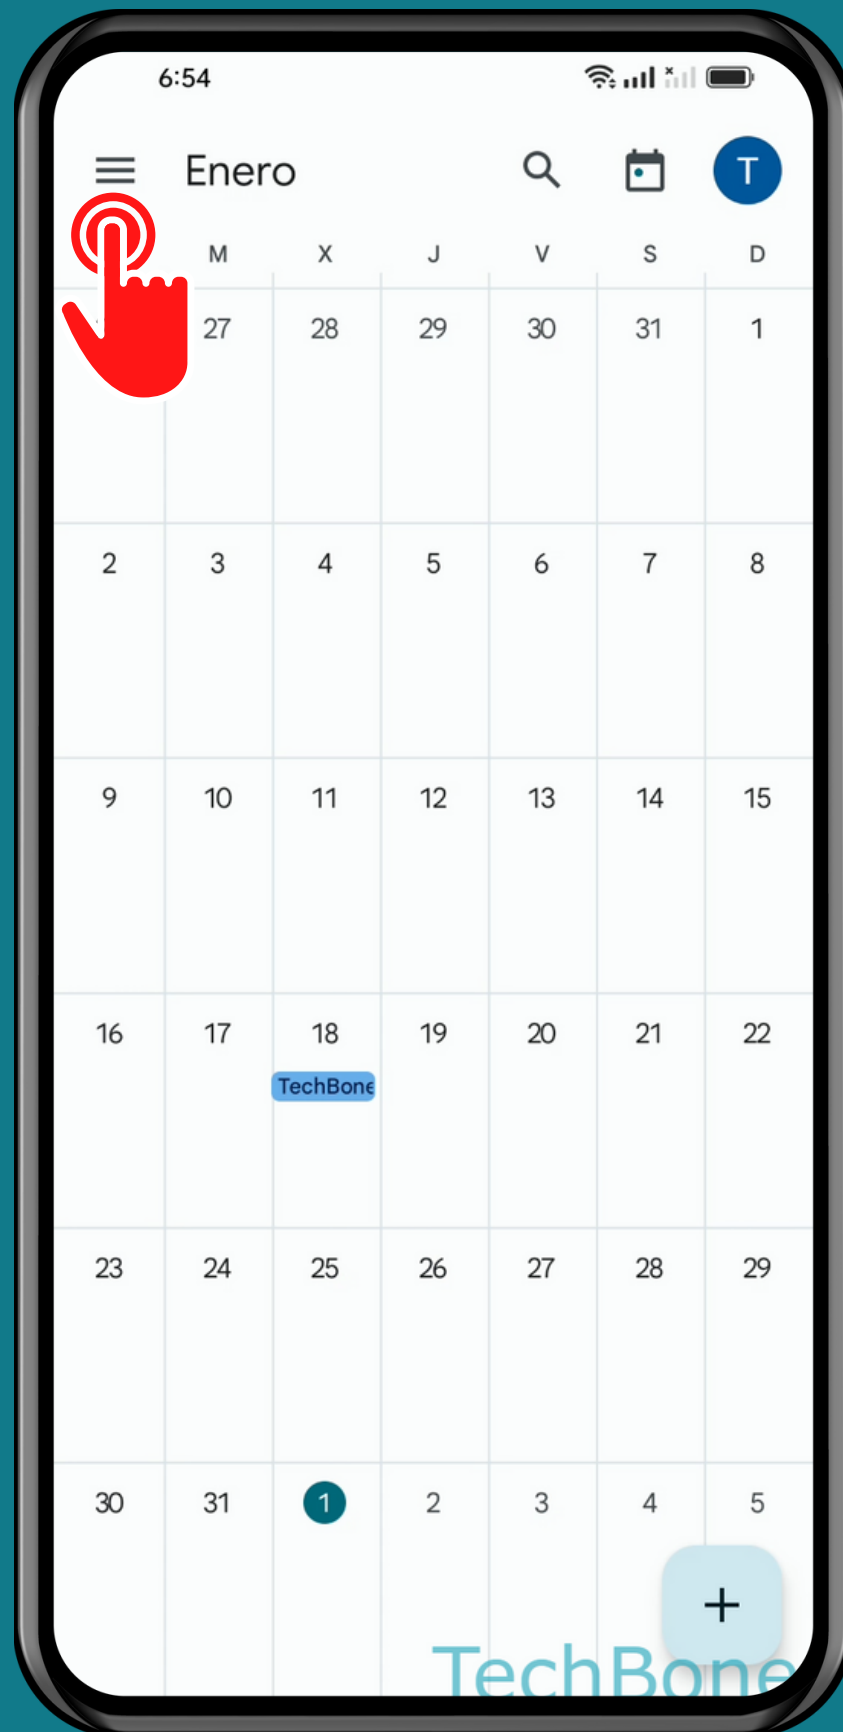 6:54
Enero
T
M X J V S D
27 28 29 30 31 1
2 3 4 5 6 7 8
9 10 11 12 13 14 15
16 17 18 19 20 21 22
TechBone
23 24 25 26 27 28 29
30 31 1 2 3 4 5
+
TechBone